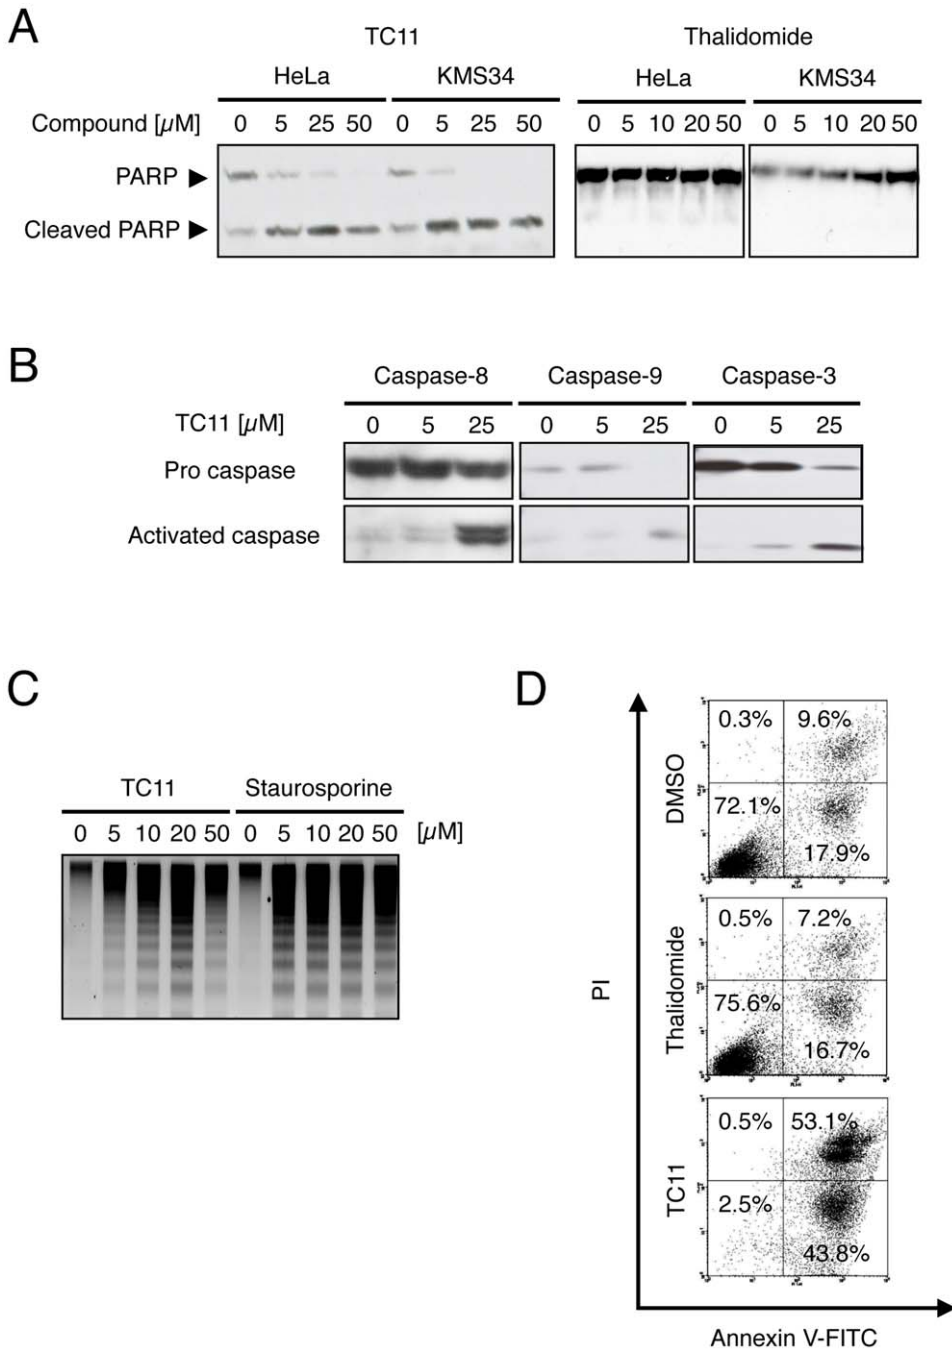 A
TC11 Thalidomide
HeLa KMS34 HeLa KMS34
Compound [µM] 0 5 25 50 0 5 25 50 0 5 10 20 50 0 5 10 20 50
PARP ▶
Cleaved PARP ▶
B
Caspase-8 Caspase-9 Caspase-3
TC11 [µM] 0 5 25 0 5 25 0 5 25
Pro caspase
Activated caspase
C
TC11 Staurosporine
0 5 10 20 50 0 5 10 20 50 [µM]
D
PI
DMSO
0.3% 9.6%
72.1%
17.9%
Thalidomide
0.5% 7.2%
75.6%
16.7%
TC11
0.5% 53.1%
2.5%
43.8%
Annexin V-FITC